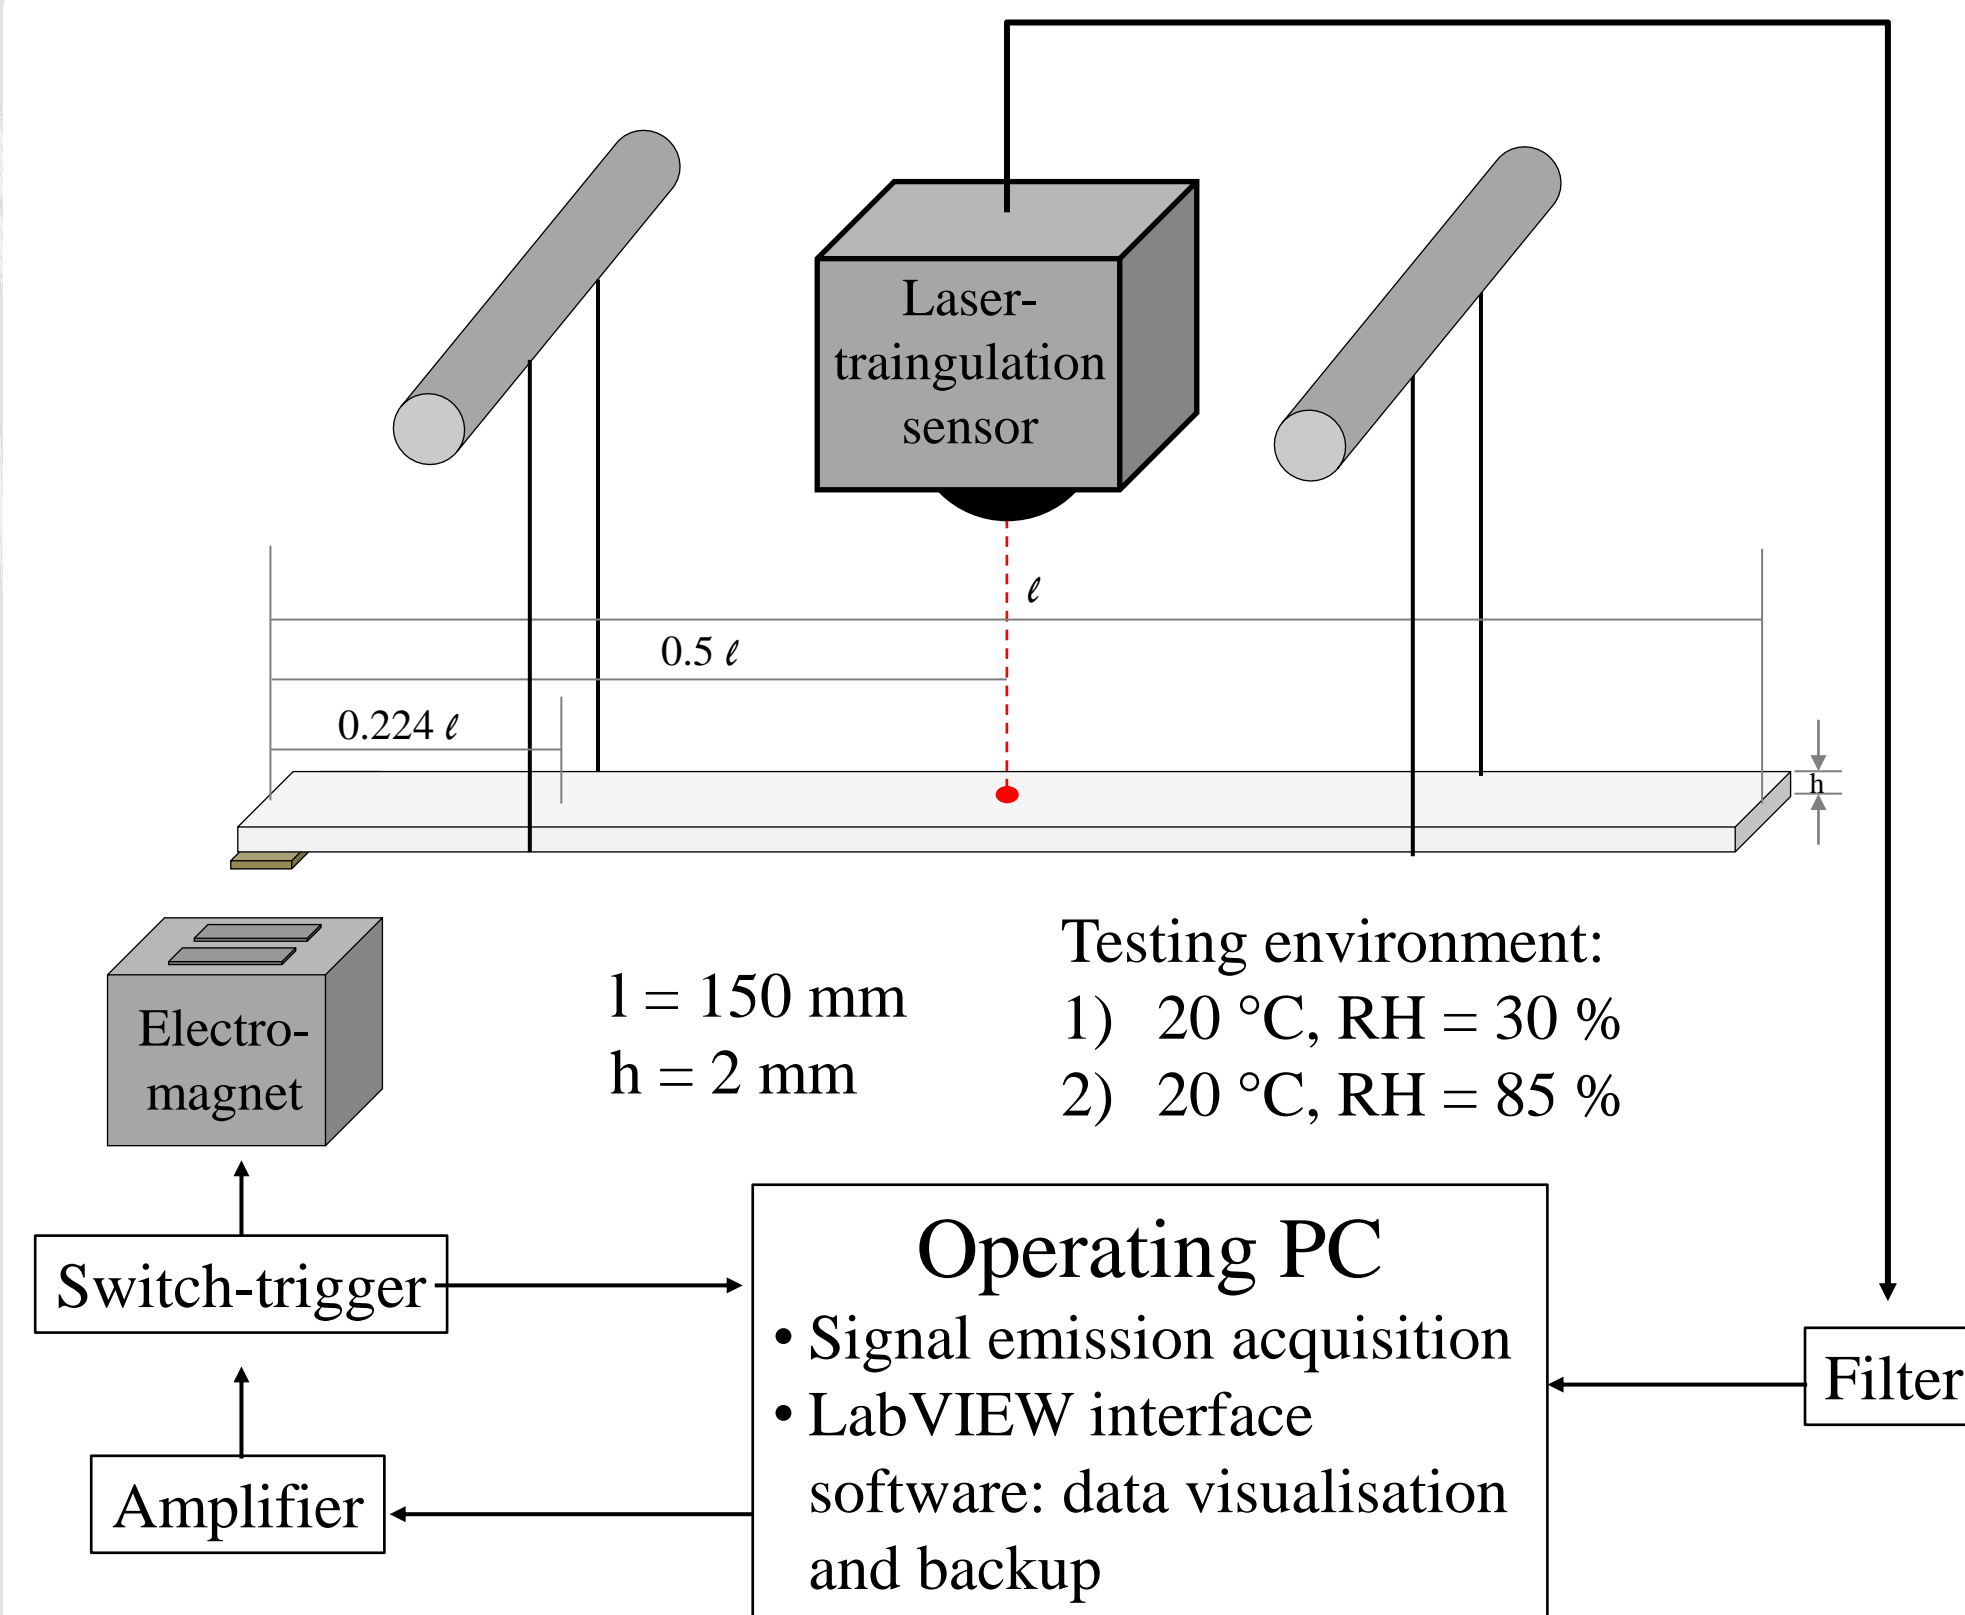 Laser-
traingulation
sensor
ℓ
0.5 ℓ
0.224 ℓ
h
Electro-
magnet
l = 150 mm
h = 2 mm
Testing environment:
1) 20 °C, RH = 30 %
2) 20 °C, RH = 85 %
Switch-trigger
Amplifier
Operating PC
• Signal emission acquisition
• LabVIEW interface
software: data visualisation
and backup
Filter